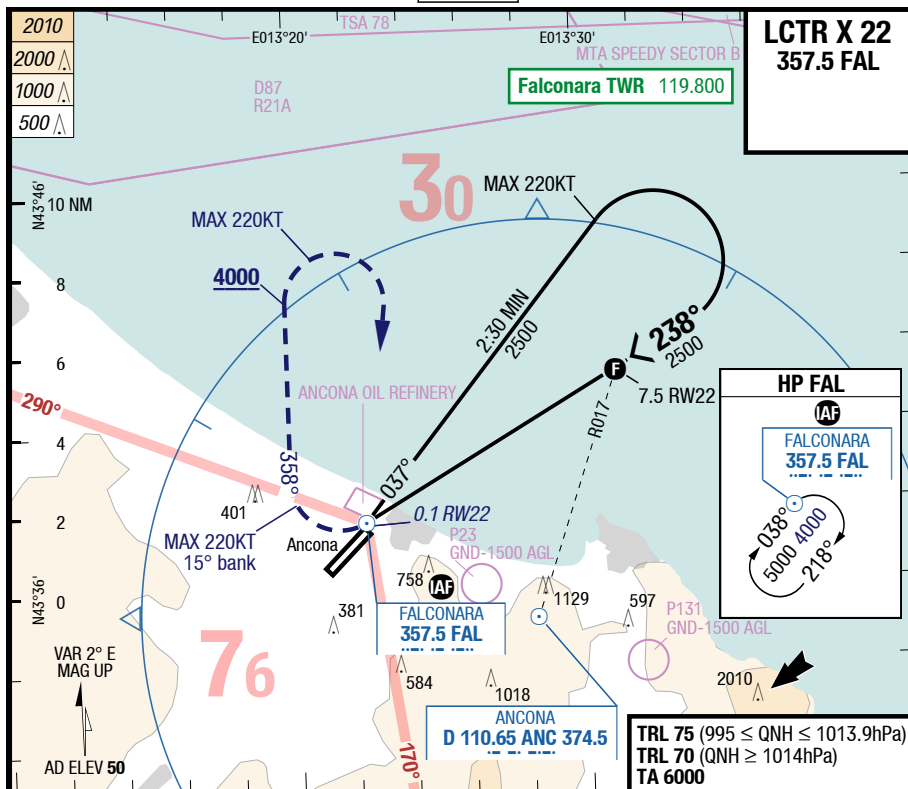 2010
2000
1000
500
TSA 78
E013°20'
E013°30'
MTA SPEEDY SECTOR B
LCTR X 22
357.5 FAL
D87
R21A
Falconara TWR 119.800
N43°46'
10 NM
30
MAX 220KT
MAX 220KT
4000
8
2:30 MIN
2500
238°
2500
6
F
7.5 RW22
HP FAL
IAF
FALCONARA
357.5 FAL
038°
5000 4000
218°
ANCONA OIL REFINERY
290°
R017
4
358°
037°
401
2
0.1 RW22
MAX 220KT
15° bank
Ancona
P23
GND-1500 AGL
758
IAF
1129
N43°36'
0
381
597
P131
GND-1500 AGL
FALCONARA
357.5 FAL
VAR 2° E
MAG UP
76
584
1018
2010
ANCONA
D 110.65 ANC 374.5
170°
AD ELEV 50
TRL 75 (995 ≤ QNH ≤ 1013.9hPa)
TRL 70 (QNH ≥ 1014hPa)
TA 6000